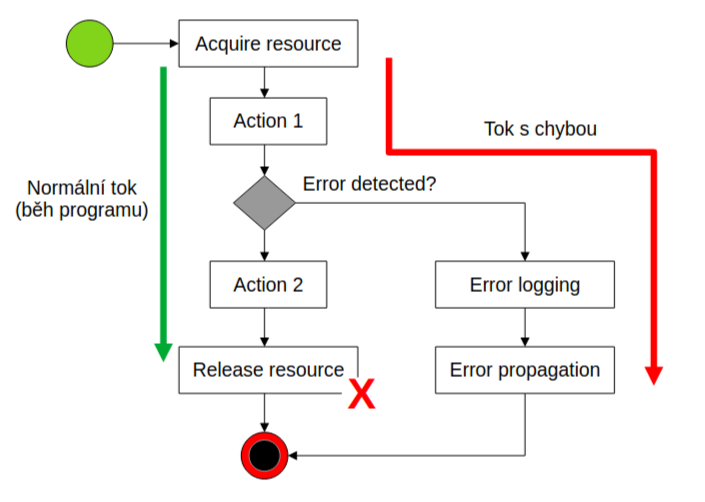 Acquire resource
Action 1
Tok s chybou
Error detected?
Normální tok
(běh programu)
Action 2
Error logging
Release resource
X
Error propagation